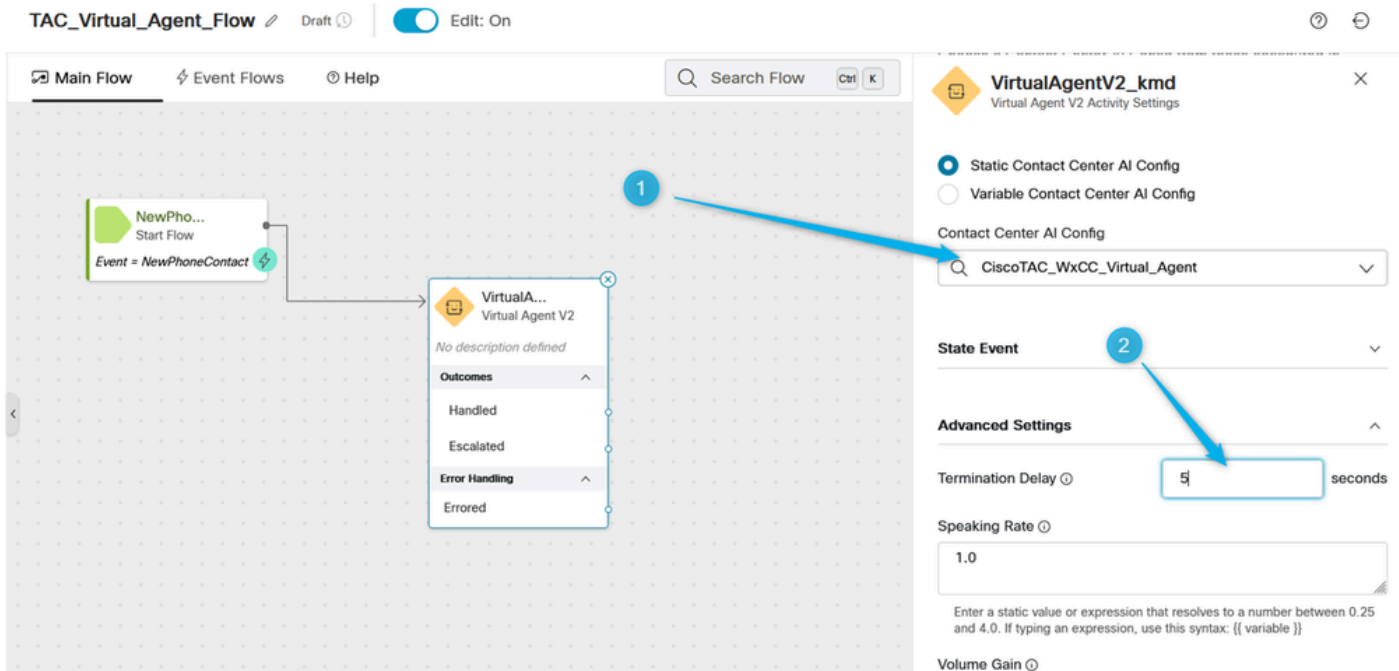 TAC_Virtual_Agent_Flow
Draft
Edit: On
Main Flow
Event Flows
Help
Search Flow
Ctrl
K
NewPho...
Start Flow
Event = NewPhoneContact
VirtualA...
Virtual Agent V2
No description defined
Outcomes
Handled
Escalated
Error Handling
Errored
1
2
VirtualAgentV2_kmd
Virtual Agent V2 Activity Settings
Static Contact Center AI Config
Variable Contact Center AI Config
Contact Center AI Config
CiscoTAC_WxCC_Virtual_Agent
State Event
Advanced Settings
Termination Delay
5
seconds
Speaking Rate
1.0
Enter a static value or expression that resolves to a number between 0.25
and 4.0. If typing an expression, use this syntax: {{ variable }}
Volume Gain